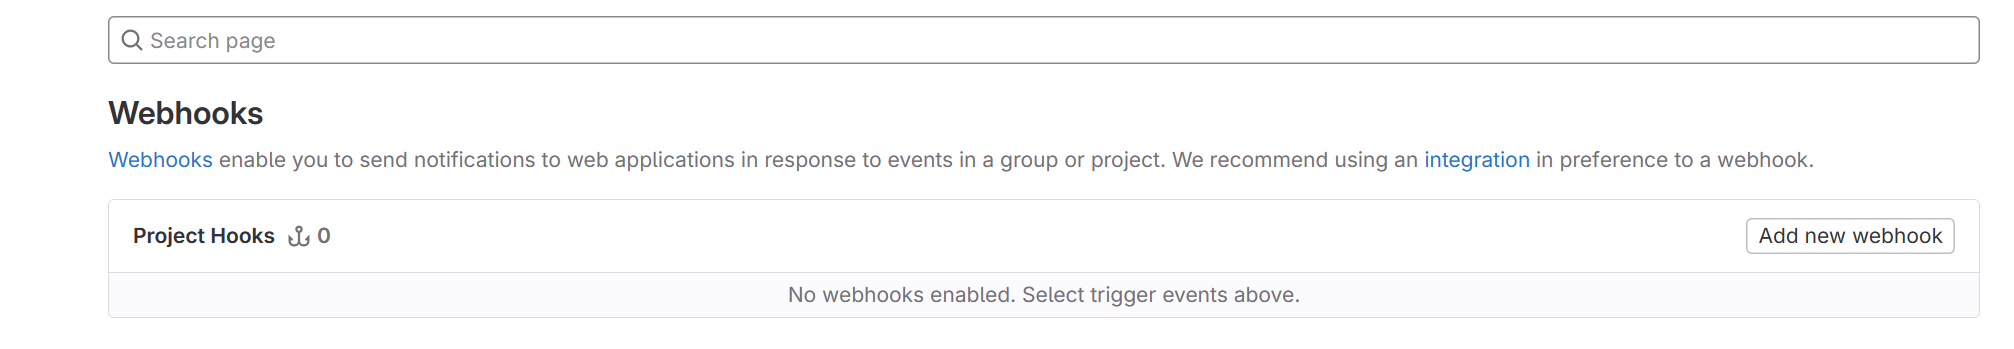 Search page
Webhooks
Webhooks enable you to send notifications to web applications in response to events in a group or project. We recommend using an integration in preference to a webhook.
Project Hooks 0 Add new webhook
No webhooks enabled. Select trigger events above.